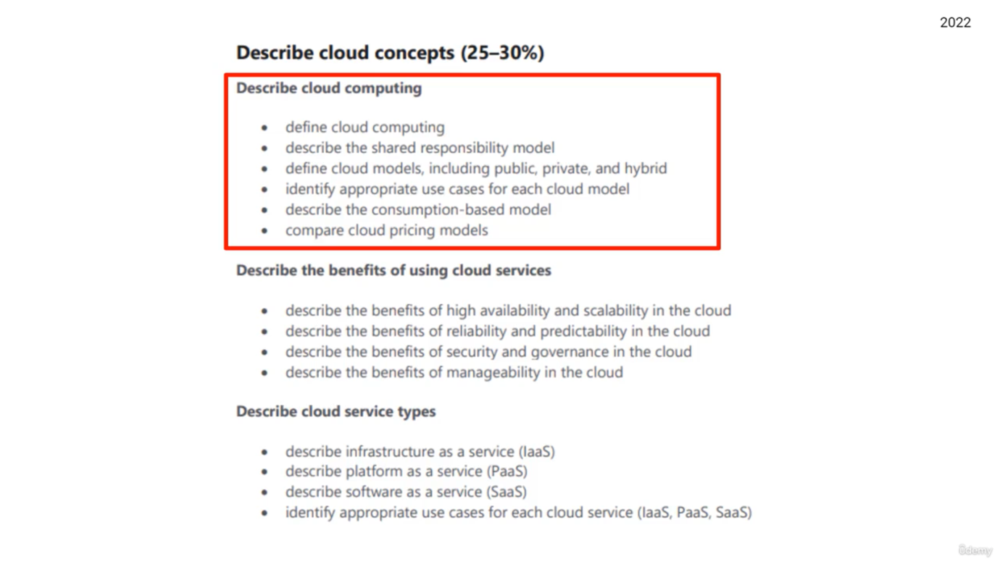 2022
Describe cloud concepts (25–30%)
Describe cloud computing
• define cloud computing
• describe the shared responsibility model
• define cloud models, including public, private, and hybrid
• identify appropriate use cases for each cloud model
• describe the consumption-based model
• compare cloud pricing models
Describe the benefits of using cloud services
• describe the benefits of high availability and scalability in the cloud
• describe the benefits of reliability and predictability in the cloud
• describe the benefits of security and governance in the cloud
• describe the benefits of manageability in the cloud
Describe cloud service types
• describe infrastructure as a service (IaaS)
• describe platform as a service (PaaS)
• describe software as a service (SaaS)
• identify appropriate use cases for each cloud service (IaaS, PaaS, SaaS)
ûdemy